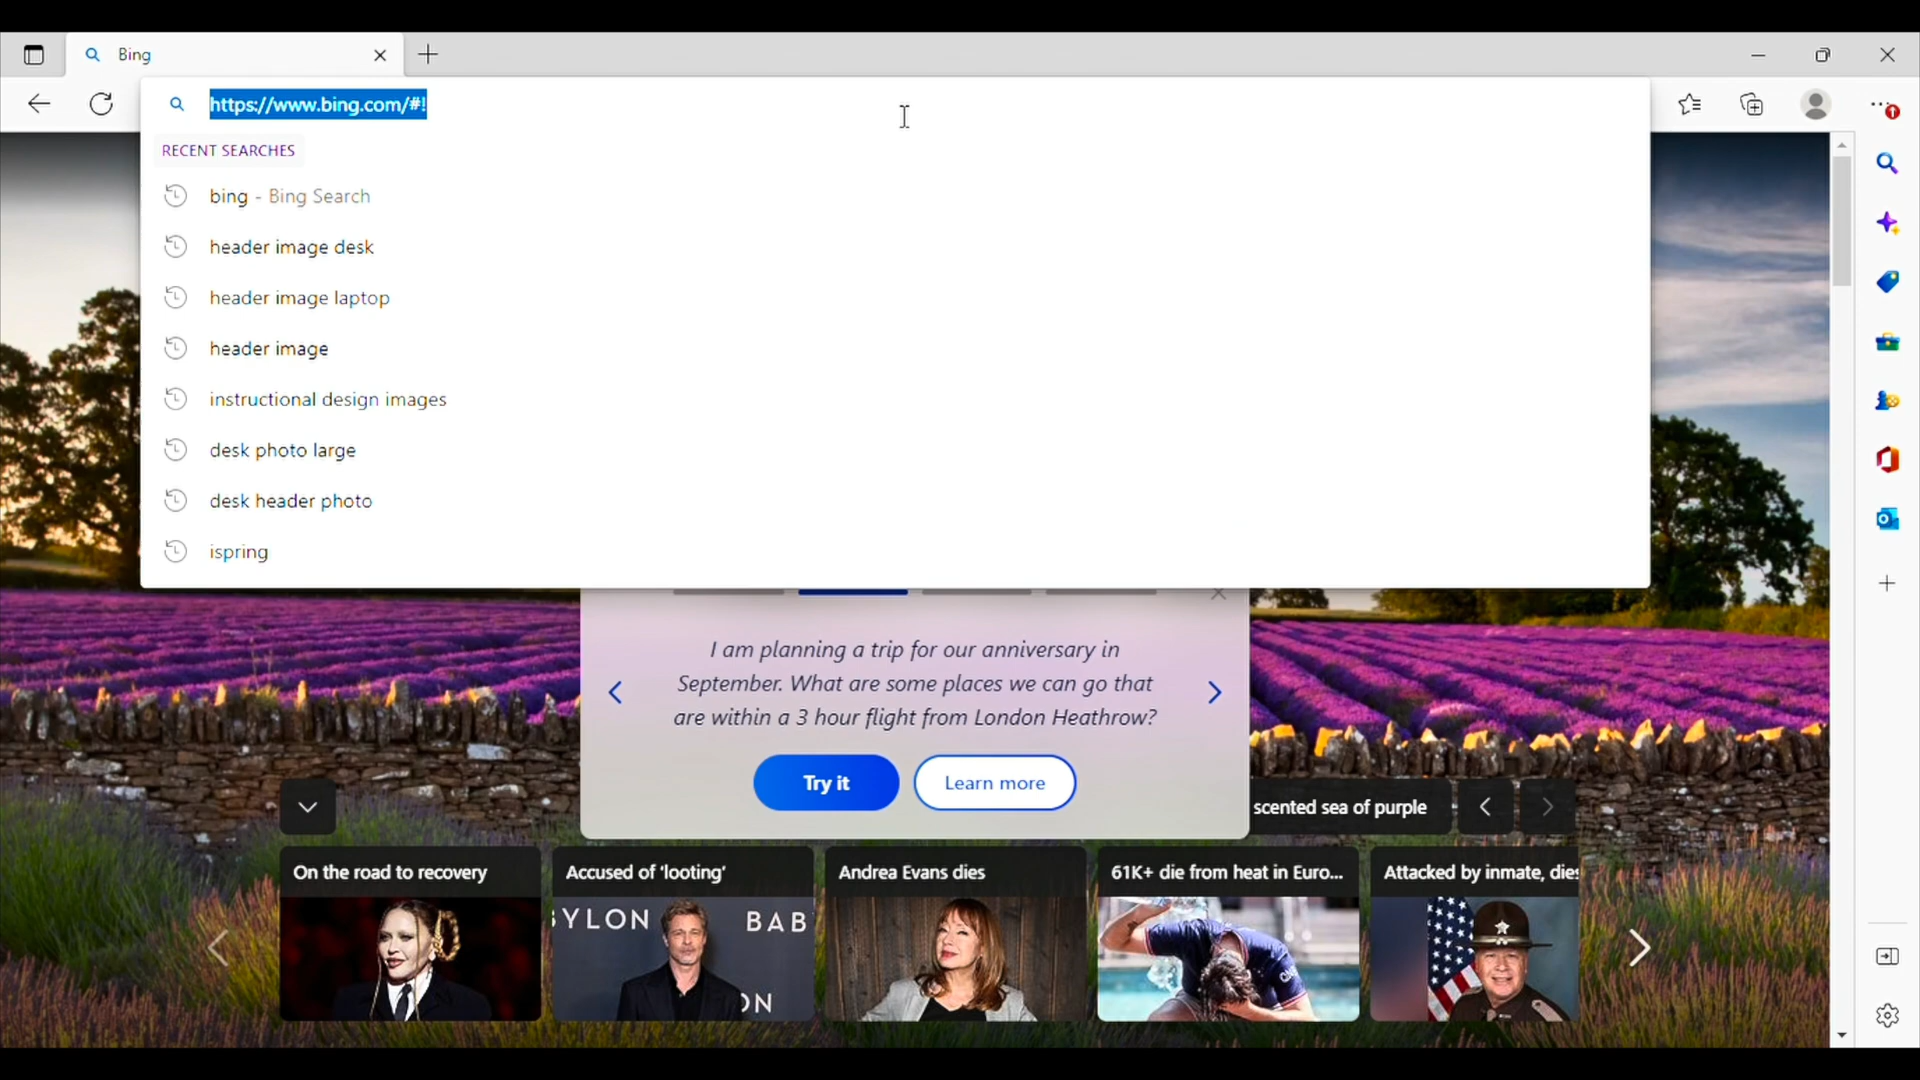 Bing
https://www.bing.com/#!
RECENT SEARCHES
bing - Bing Search
header image desk
header image laptop
header image
instructional design images
desk photo large
desk header photo
ispring
I am planning a trip for our anniversary in
September. What are some places we can go that
are within a 3 hour flight from London Heathrow?
Try it
Learn more
scented sea of purple
On the road to recovery
Accused of ‘looting’
Andrea Evans dies
61K+ die from heat in Euro...
Attacked by inmate, dies
BYLON
BAB
ON